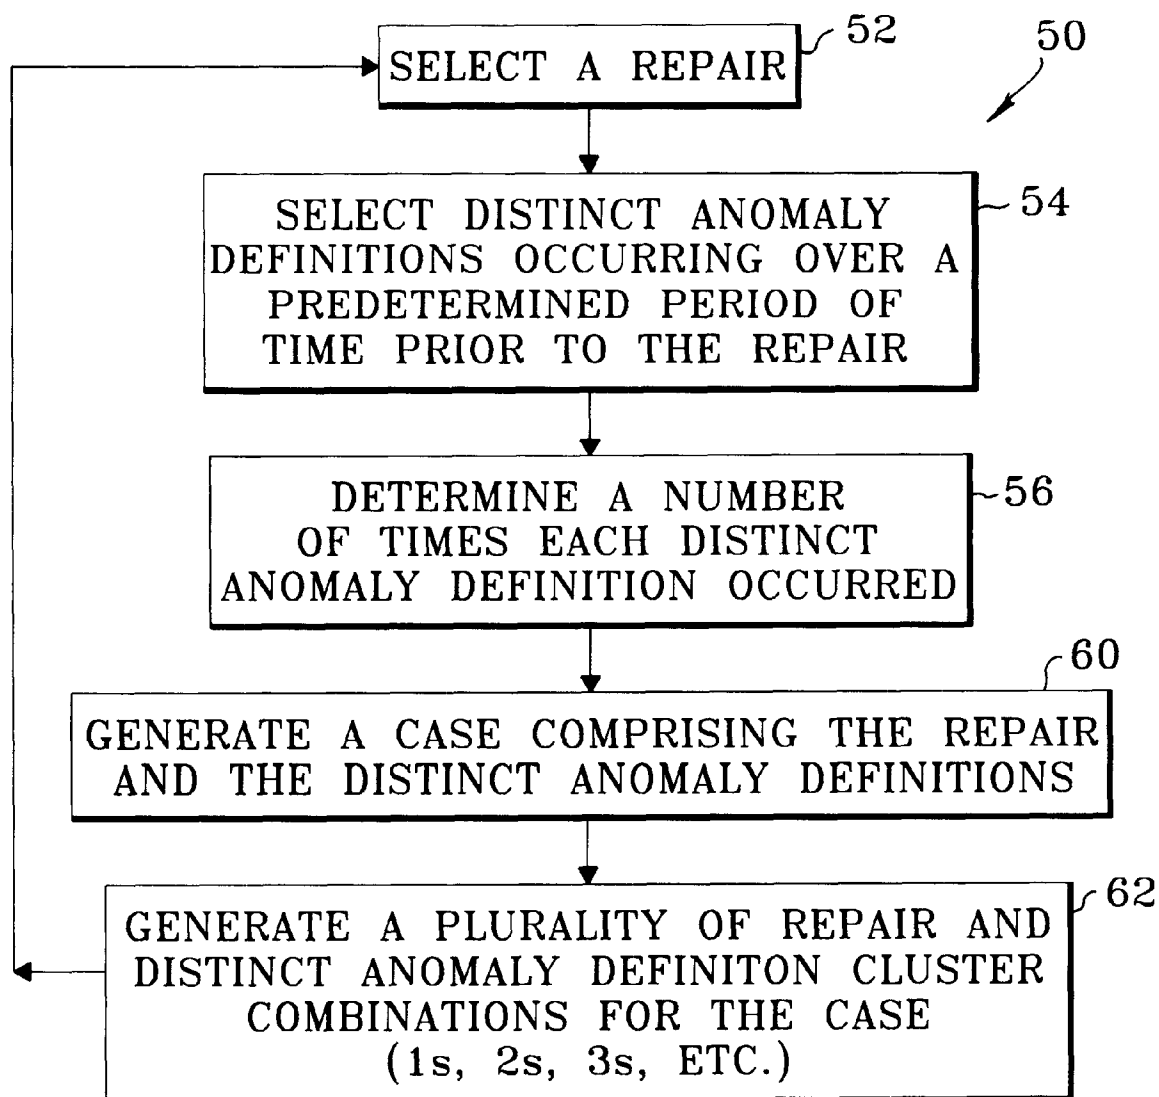 SELECT A REPAIR
52
50
SELECT DISTINCT ANOMALY
DEFINITIONS OCCURRING OVER A
PREDETERMINED PERIOD OF
TIME PRIOR TO THE REPAIR
54
DETERMINE A NUMBER
OF TIMES EACH DISTINCT
ANOMALY DEFINITION OCCURRED
56
60
GENERATE A CASE COMPRISING THE REPAIR
AND THE DISTINCT ANOMALY DEFINITIONS
62
GENERATE A PLURALITY OF REPAIR AND
DISTINCT ANOMALY DEFINITON CLUSTER
COMBINATIONS FOR THE CASE
(1s, 2s, 3s, ETC.)